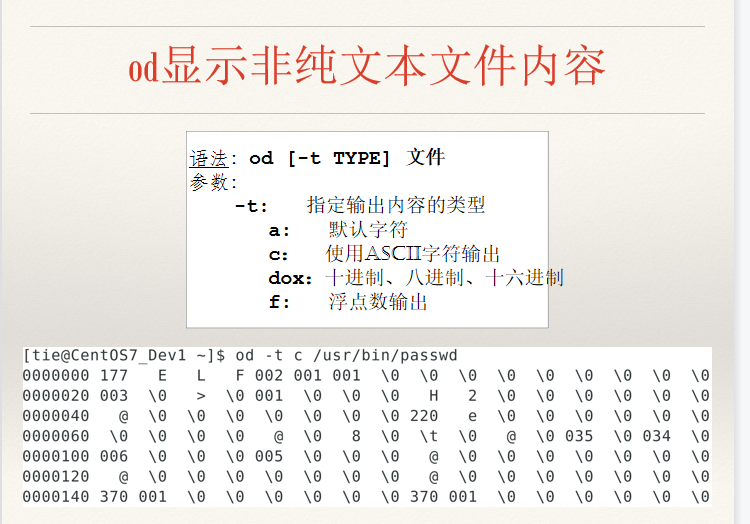 od显示非纯文本文件内容
语法: od [-t TYPE] 文件
参数:
-t: 指定输出内容的类型
a: 默认字符
c: 使用ASCII字符输出
dox: 十进制、八进制、十六进制
f: 浮点数输出
[tie@CentOS7_Dev1 ~]$ od -t c /usr/bin/passwd
0000000 177   E   L   F 002 001 001  \0  \0  \0  \0  \0  \0  \0  \0  \0
0000020 003  \0   >  \0 001  \0  \0  \0   H   2  \0  \0  \0  \0  \0  \0
0000040   @  \0  \0  \0  \0  \0  \0  \0 220   e  \0  \0  \0  \0  \0  \0
0000060  \0  \0  \0  \0   @  \0   8  \0  \t  \0   @  \0 035  \0 034  \0
0000100 006  \0  \0  \0 005  \0  \0  \0   @  \0  \0  \0  \0  \0  \0  \0
0000120   @  \0  \0  \0  \0  \0  \0  \0   @  \0  \0  \0  \0  \0  \0  \0
0000140 370 001  \0  \0  \0  \0  \0  \0 370 001  \0  \0  \0  \0  \0  \0